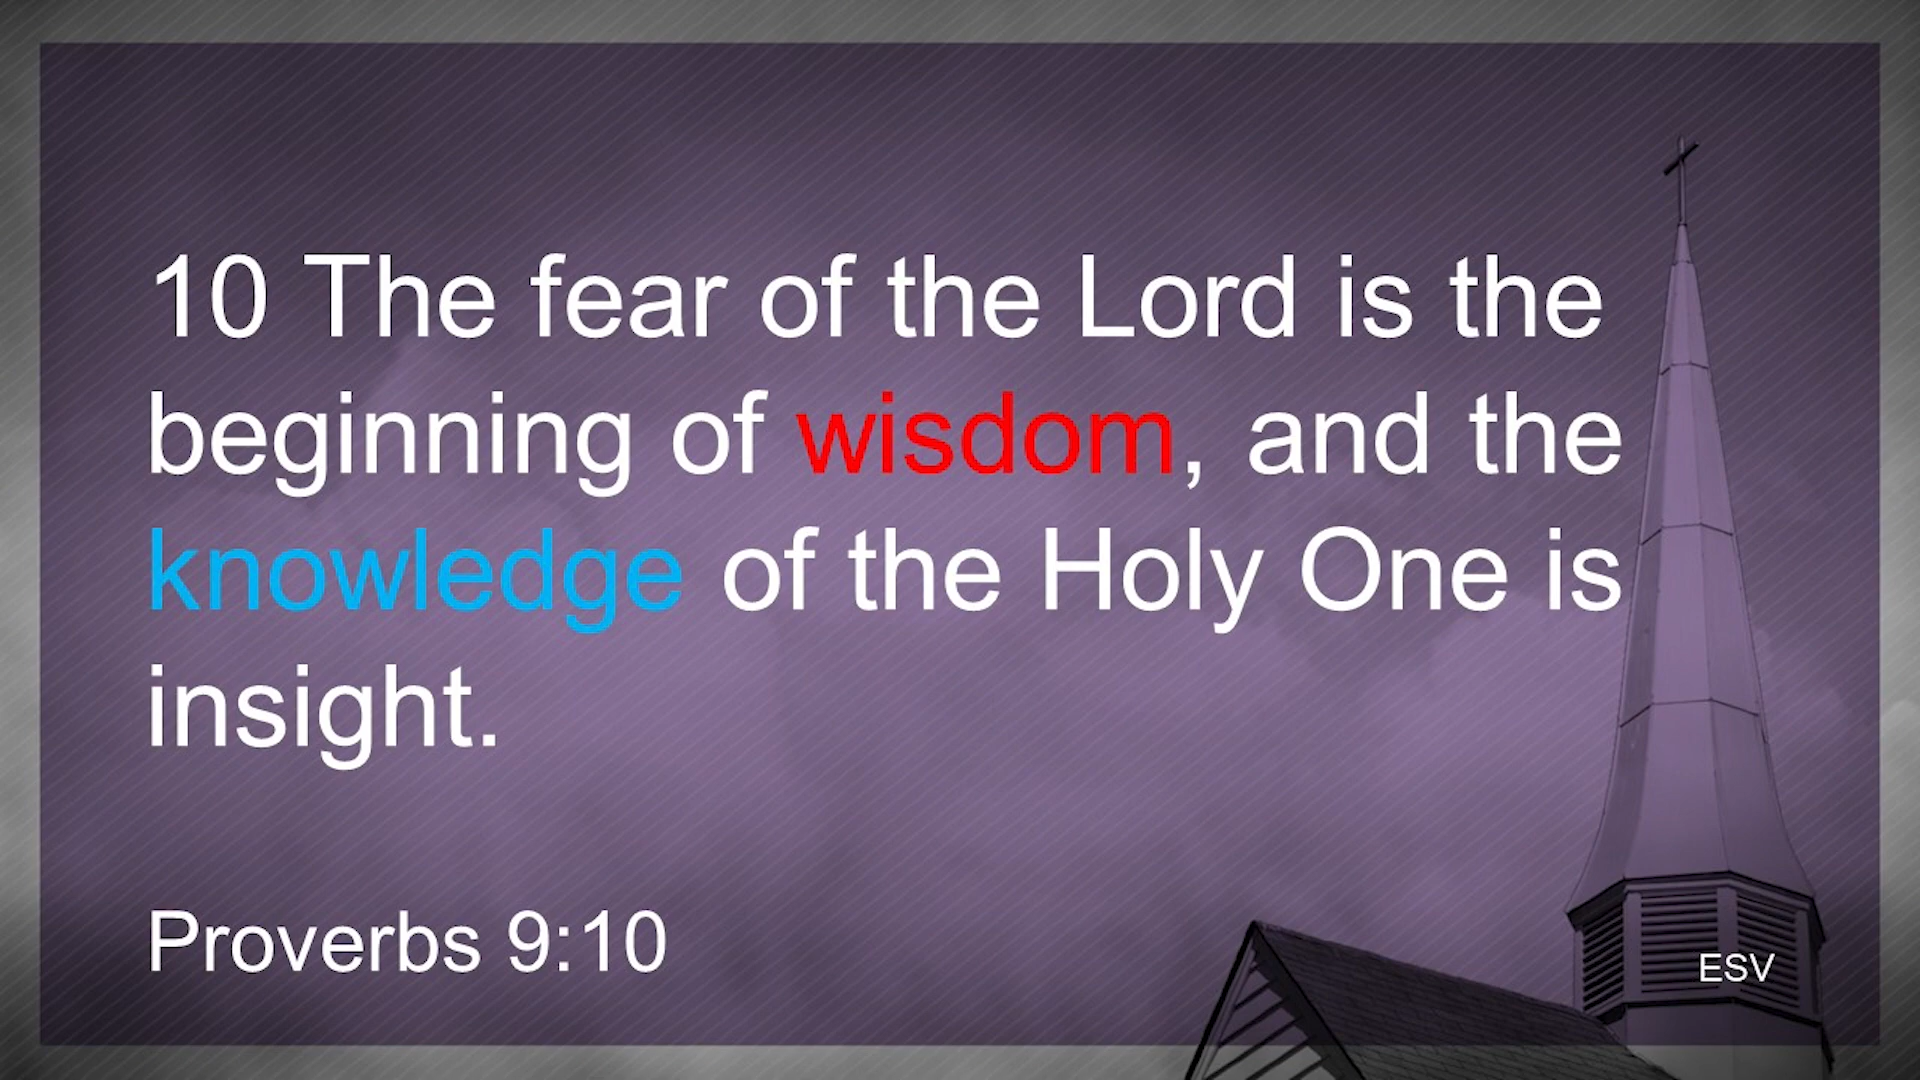 10 The fear of the Lord is the
beginning of wisdom, and the
knowledge of the Holy One is
insight.
Proverbs 9:10
ESV